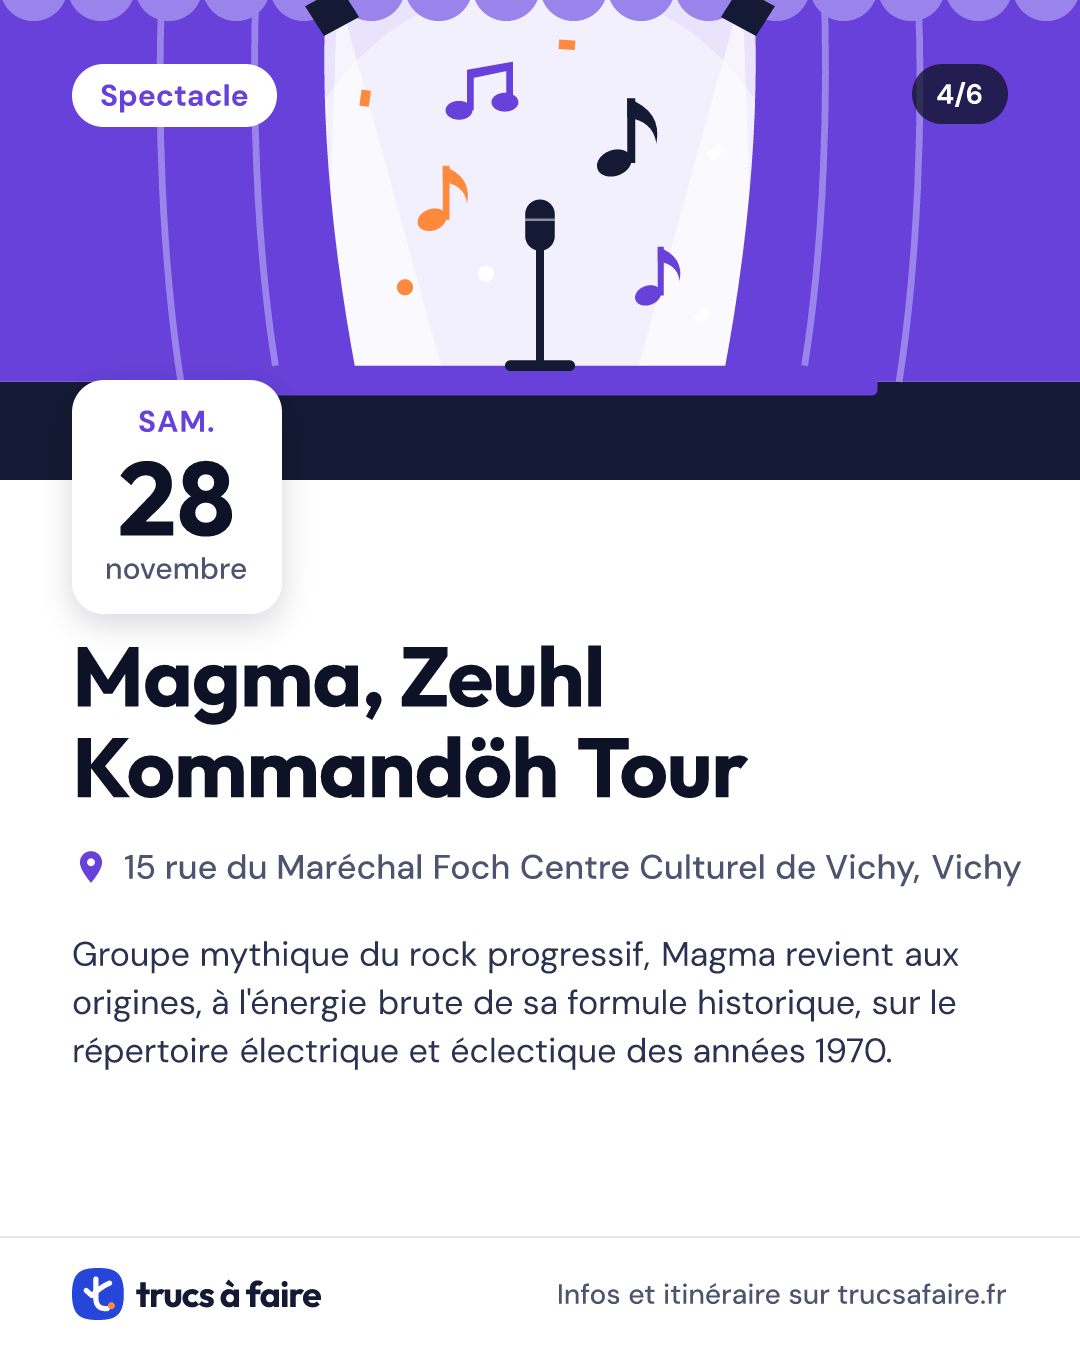 Spectacle
4/6
SAM.
28
novembre
Magma, Zeuhl
Kommandöh Tour
15 rue du Maréchal Foch Centre Culturel de Vichy, Vichy
Groupe mythique du rock progressif, Magma revient aux
origines, à l'énergie brute de sa formule historique, sur le
répertoire électrique et éclectique des années 1970.
trucs à faire
Infos et itinéraire sur trucsafaire.fr